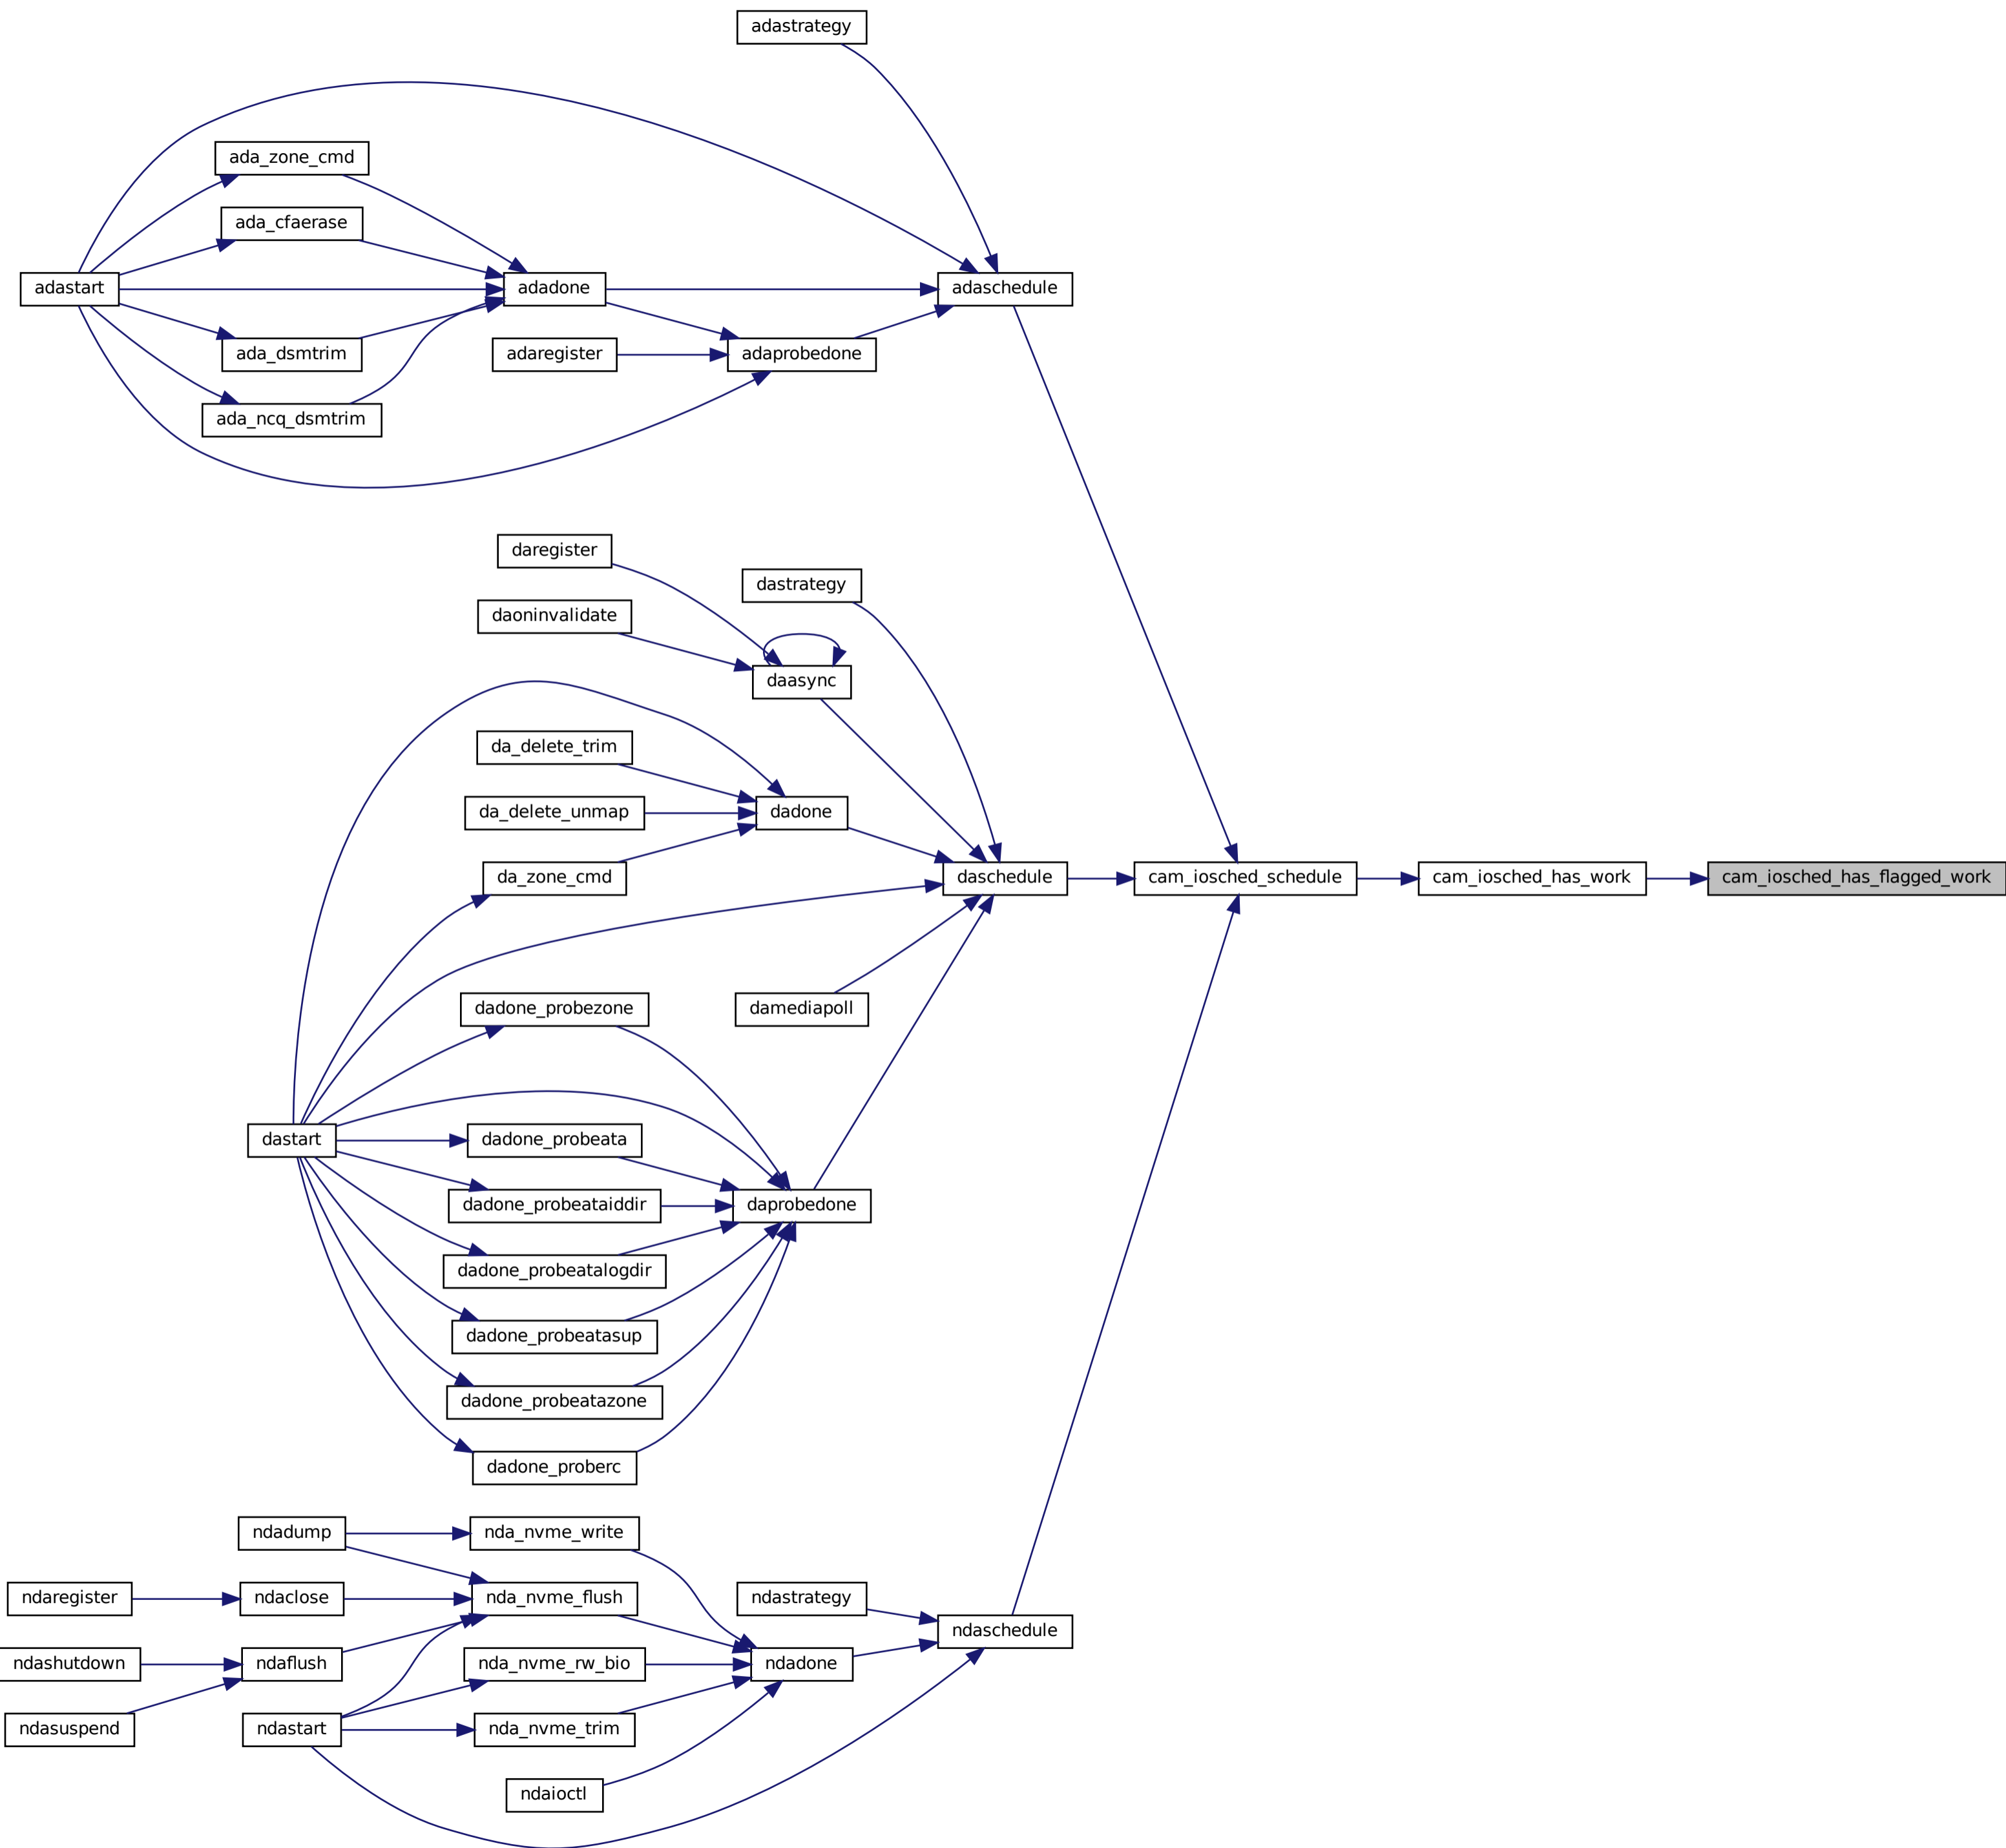 adastrategy
ada_zone_cmd
ada_cfaerase
adastart
adadone
adaschedule
ada_dsmtrim
adaregister
adaprobedone
ada_ncq_dsmtrim
daregister
dastrategy
daoninvalidate
daasync
da_delete_trim
da_delete_unmap
dadone
da_zone_cmd
daschedule
cam_iosched_schedule
cam_iosched_has_work
cam_iosched_has_flagged_work
dadone_probezone
damediapoll
dastart
dadone_probeata
dadone_probeataiddir
daprobedone
dadone_probeatalogdir
dadone_probeatasup
dadone_probeatazone
dadone_proberc
ndadump
nda_nvme_write
ndaregister
ndaclose
nda_nvme_flush
ndastrategy
ndaschedule
ndashutdown
ndaflush
nda_nvme_rw_bio
ndadone
ndasuspend
ndastart
nda_nvme_trim
ndaioctl